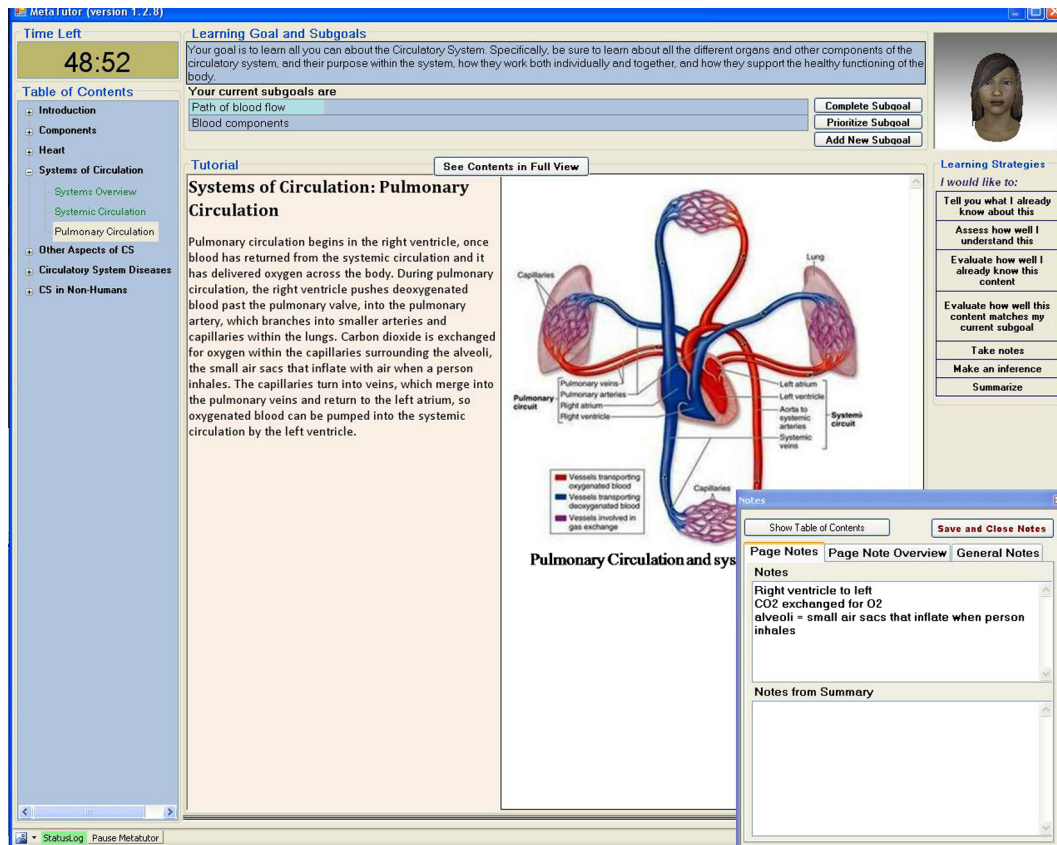 MetaTutor (version 1.2.8)
Time Left
48:52
Table of Contents
Introduction
Components
Heart
Systems of Circulation
Systems Overview
Systemic Circulation
Pulmonary Circulation
Other Aspects of CS
Circulatory System Diseases
CS in Non-Humans
Learning Goal and Subgoals
Your goal is to learn all you can about the Circulatory System. Specifically, be sure to learn about all the different organs and other components of the
circulatory system, and their purpose within the system, how they work both individually and together, and how they support the healthy functioning of the
body.
Your current subgoals are
Path of blood flow
Blood components
Complete Subgoal
Prioritize Subgoal
Add New Subgoal
Tutorial
See Contents in Full View
Systems of Circulation: Pulmonary
Circulation
Pulmonary circulation begins in the right ventricle, once
blood has returned from the systemic circulation and it
has delivered oxygen across the body. During pulmonary
circulation, the right ventricle pushes deoxygenated
blood past the pulmonary valve, into the pulmonary
artery, which branches into smaller arteries and
capillaries within the lungs. Carbon dioxide is exchanged
for oxygen within the capillaries surrounding the alveoli,
the small air sacs that inflate with air when a person
inhales. The capillaries turn into veins, which merge into
the pulmonary veins and return to the left atrium, so
oxygenated blood can be pumped into the systemic
circulation by the left ventricle.
Capillaries
Lung
Pulmonary circuit
Pulmonary veins
Pulmonary arteries
Right atrium
Right ventricle
Left atrium
Left ventricle
Aorta to
systemic
arteries
Systemic
veins
Systemi
circuit
Vessels transporting
oxygenated blood
Vessels transporting
deoxygenated blood
Vessels involved in
gas exchange
Capillaries
Pulmonary Circulation and sys
Learning Strategies
I would like to:
Tell you what I already
know about this
Assess how well I
understand this
Evaluate how well I
already know this
content
Evaluate how well this
content matches my
current subgoal
Take notes
Make an inference
Summarize
Notes
Show Table of Contents
Save and Close Notes
Page Notes
Page Note Overview
General Notes
Notes
Right ventricle to left
CO2 exchanged for O2
alveoli = small air sacs that inflate when person
inhales
Notes from Summary
StatusLog
Pause Metatutor